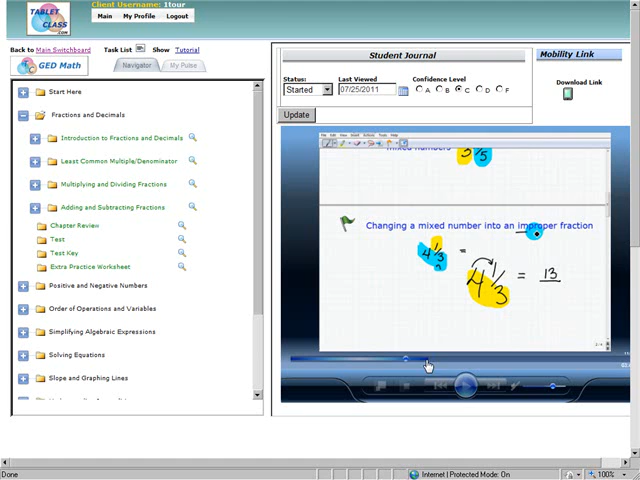 TABLET
CLASS
.COM
Client Username: 1tour
Main My Profile Logout
Back to Main Switchboard Task List Show Tutorial
GED Math
Navigator My Pulse
Start Here
Fractions and Decimals
Introduction to Fractions and Decimals
Least Common Multiple/Denominator
Multiplying and Dividing Fractions
Adding and Subtracting Fractions
Chapter Review
Test
Test Key
Extra Practice Worksheet
Positive and Negative Numbers
Order of Operations and Variables
Simplifying Algebraic Expressions
Solving Equations
Slope and Graphing Lines
Student Journal
Status:
Started
Last Viewed
07/25/2011
Confidence Level
A B C D F
Update
Mobility Link
Download Link
mixed numbers
3 /5
Changing a mixed number into an improper fraction
4 1/3 =
4 1/3 = 13
Done
Internet | Protected Mode: On
100%